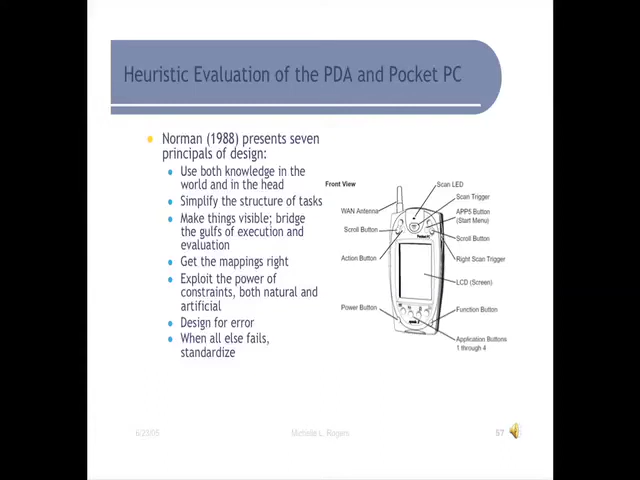 Heuristic Evaluation of the PDA and Pocket PC
Norman (1988) presents seven
principals of design:
Use both knowledge in the
world and in the head
Simplify the structure of tasks
Make things visible; bridge
the gulfs of execution and
evaluation
Get the mappings right
Exploit the power of
constraints, both natural and
artificial
Design for error
When all else fails,
standardize
Front View
Scan LED
Scan Trigger
WAN Antenna
APP5 Button
(Start Menu)
Scroll Button
Scroll Button
Action Button
Right Scan Trigger
LCD (Screen)
Power Button
Function Button
Application Buttons
1 through 4
6/23/05
Michelle L. Rogers
57